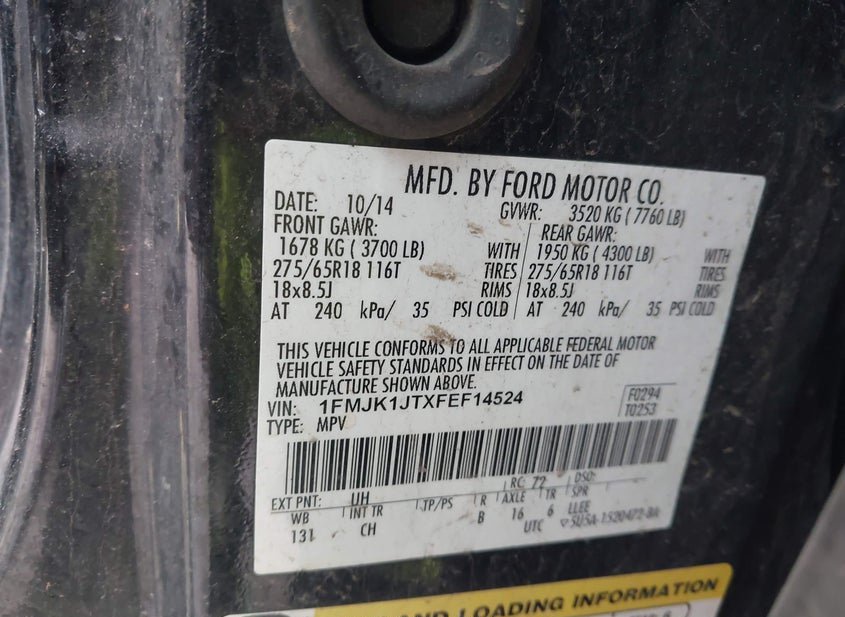 MFD. BY FORD MOTOR CO.
DATE: 10/14 GVWR: 3520 KG ( 7760 LB)
FRONT GAWR: REAR GAWR:
1678 KG ( 3700 LB) WITH 1950 KG ( 4300 LB) WITH
275/65R18 116T TIRES 275/65R18 116T TIRES
18x8.5J RIMS 18x8.5J RIMS
AT 240 kPa/ 35 PSI COLD AT 240 kPa/ 35 PSI COLD
THIS VEHICLE CONFORMS TO ALL APPLICABLE FEDERAL MOTOR
VEHICLE SAFETY STANDARDS IN EFFECT ON THE DATE OF
MANUFACTURE SHOWN ABOVE.
VIN: 1FMJK1JTXFEF14524 F0294
TYPE: MPV T0253
EXT PNT: UH RC: 72 DSO:
WB INT TR TP/PS R AXLE TR SPR
131 CH B 16 6 LLEE
UTC
AND LOADING INFORMATION